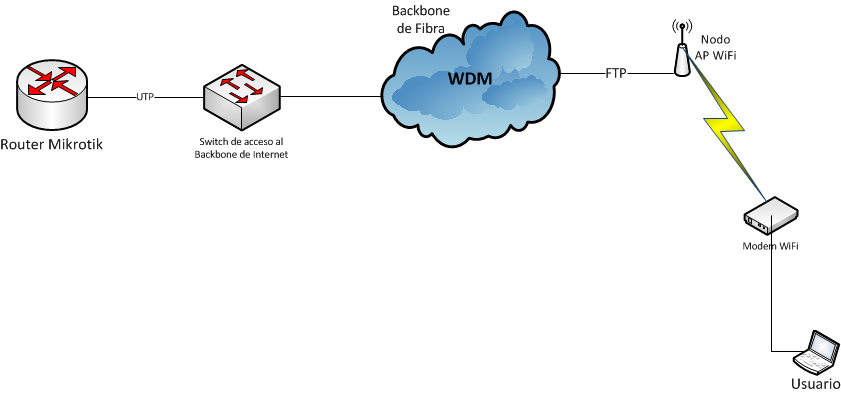 Backbone
de Fibra
WDM
Nodo
AP WiFi
UTP
FTP
Router Mikrotik
Switch de acceso al
Backbone de Internet
Modem WiFi
Usuario